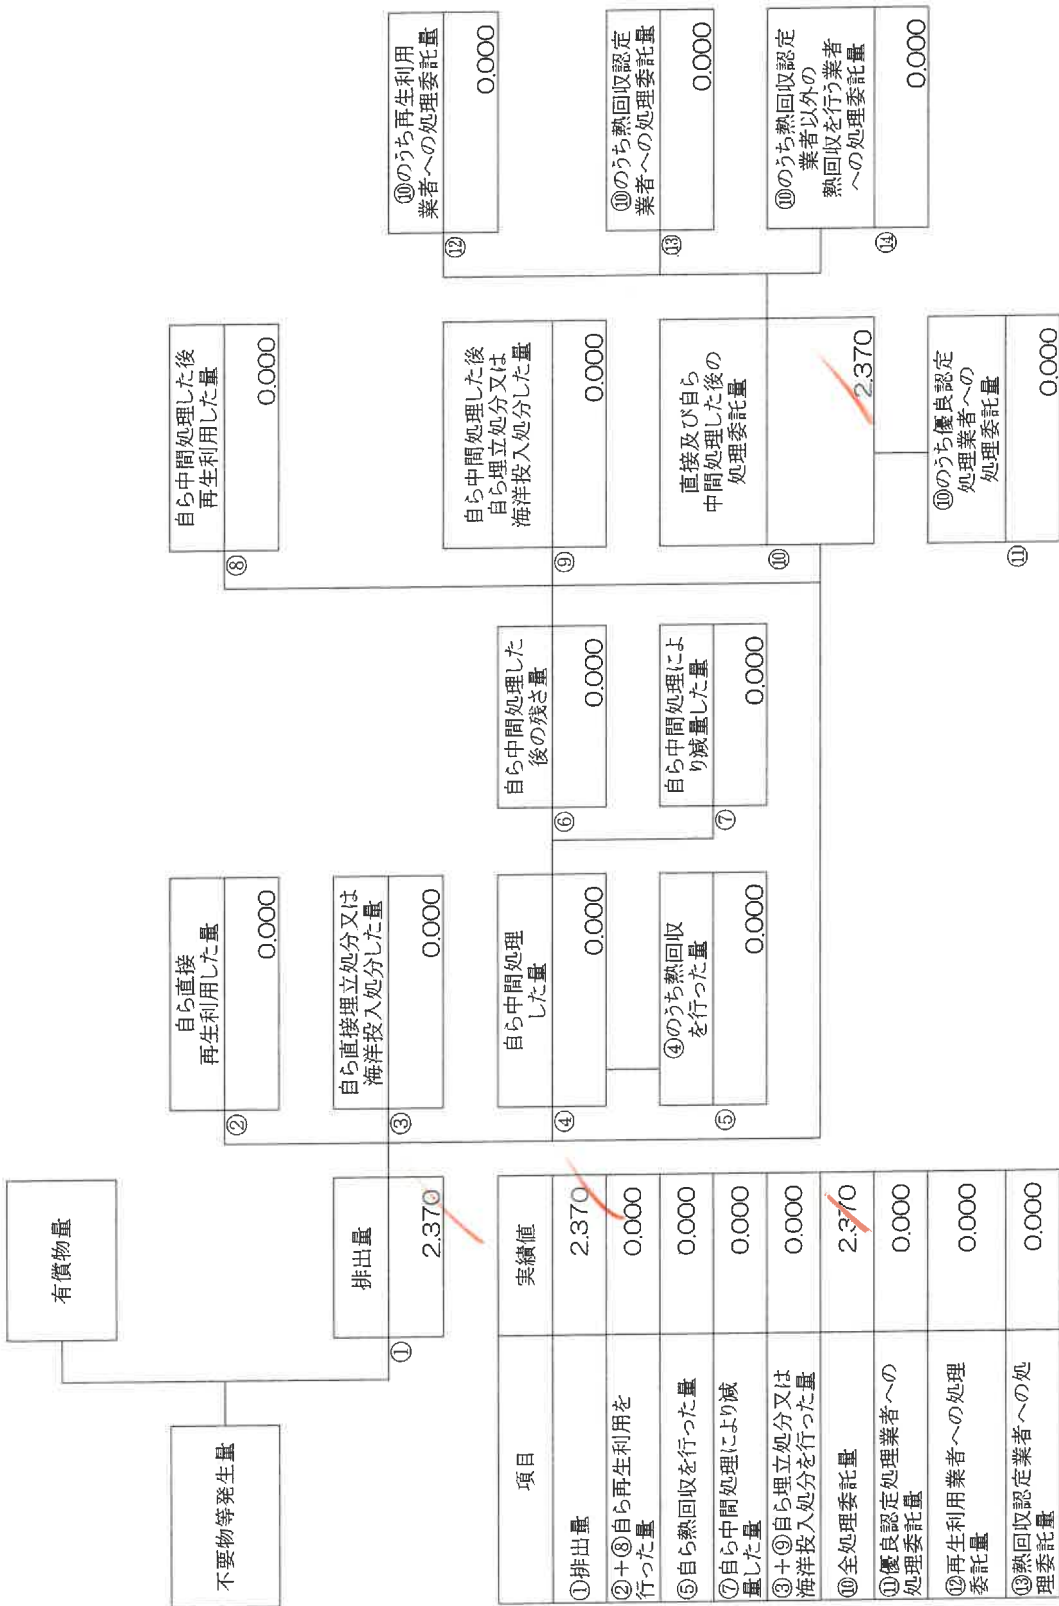 有償物量
不要物等発生量
排出量
①
2.370
自ら直接
再生利用した量
②
0.000
自ら直接埋立処分又は
海洋投入処分した量
③
0.000
自ら中間処理
した量
④
0.000
④のうち熱回収
を行った量
⑤
0.000
自ら中間処理した
後の残さ量
⑥
0.000
自ら中間処理によ
り減量した量
⑦
0.000
自ら中間処理した後
再生利用した量
⑧
0.000
自ら中間処理した後
自ら埋立処分又は
海洋投入処分した量
⑨
0.000
直接及び自ら
中間処理した後の
処理委託量
⑩
2.370
⑩のうち優良認定
処理業者への
処理委託量
⑪
0.000
⑩のうち再生利用
業者への処理委託量
⑫
0.000
⑩のうち熱回収認定
業者への処理委託量
⑬
0.000
⑩のうち熱回収認定
業者以外の
熱回収を行う業者
への処理委託量
⑭
0.000
項目 実績値
①排出量 2.370
②+⑧自ら再生利用を
行った量 0.000
⑤自ら熱回収を行った量 0.000
⑦自ら中間処理により減
量した量 0.000
③+⑨自ら埋立処分又は
海洋投入処分を行った量 0.000
⑩全処理委託量 2.370
⑪優良認定処理業者への
処理委託量 0.000
⑫再生利用業者への処理
委託量 0.000
⑬熱回収認定業者への処
理委託量 0.000